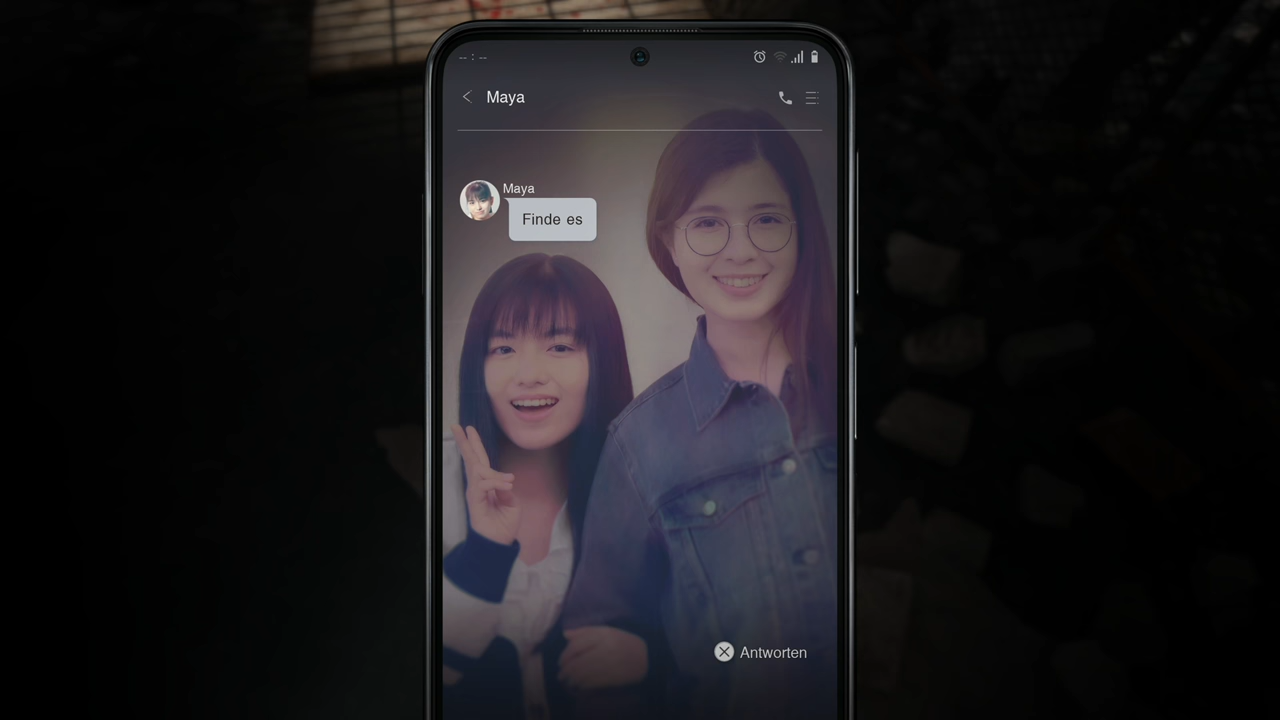 -- : --
Maya
Maya
Finde es
Antworten